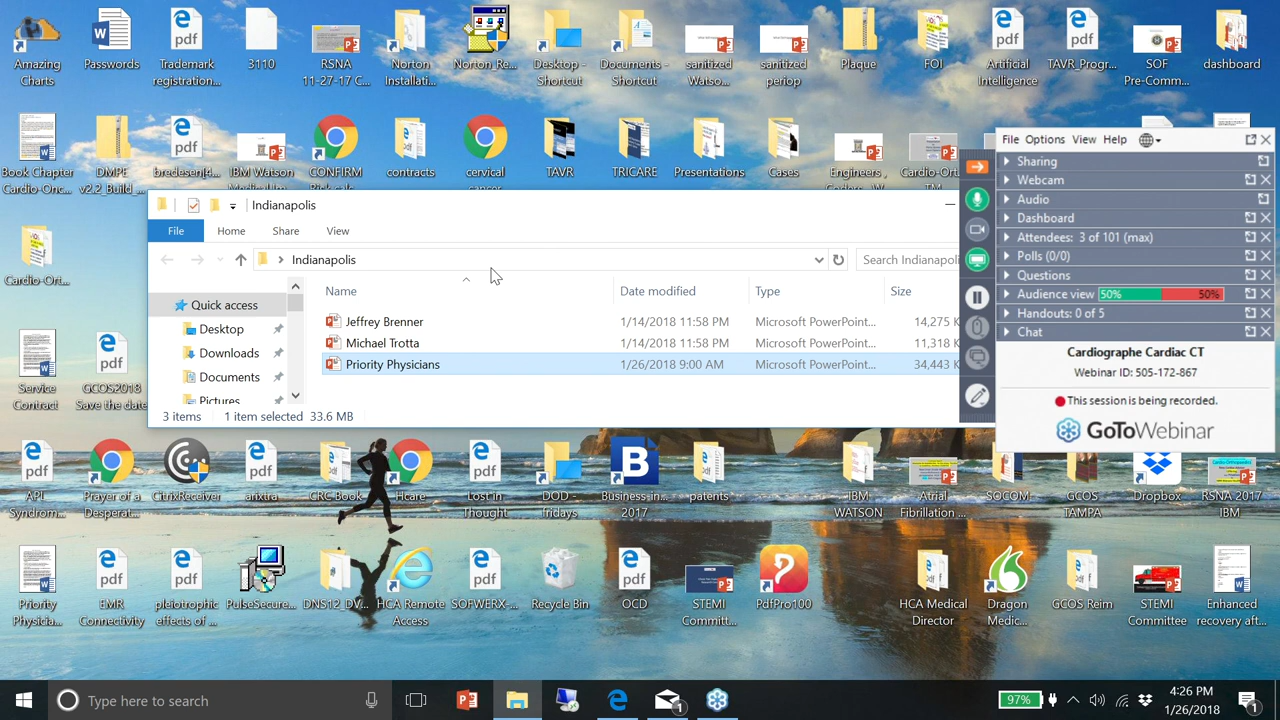 Amazing
Charts
Passwords
Trademark
registration...
3110
RSNA
11-27-17 C...
Norton
Installati...
Norton_Re...
Desktop -
Shortcut
Documents -
Shortcut
sanitized
Watso...
sanitized
periop
Plaque
FOI
Artificial
Intelligence
TAVR_Progr...
SOF
Pre-Comm...
dashboard
Book Chapter
Cardio-Onc...
DMPE
v2.2_Build_...
bredesen[4...
IBM Watson
CONFIRM
contracts
cervical
cancer
TAVR
TRICARE
Presentations
Cases
Engineers ,
Cardio-Ort...
Cardio-Ort...
Service
Contract
GCOS2018
Save the date
Indianapolis
File
Home
Share
View
Indianapolis
Search Indianapoli
Quick access
Desktop
Downloads
Documents
Pictures
Name
Date modified
Type
Size
Jeffrey Brenner
1/14/2018 11:58 PM
Microsoft PowerPoint...
14,275 K
Michael Trotta
1/14/2018 11:58 PM
Microsoft PowerPoint...
11,318 K
Priority Physicians
1/26/2018 9:00 AM
Microsoft PowerPoint...
34,443 K
3 items
1 item selected 33.6 MB
File Options View Help
Sharing
Webcam
Audio
Dashboard
Attendees: 3 of 101 (max)
Polls (0/0)
Questions
Audience view 50% 50%
Handouts: 0 of 5
Chat
Cardiographe Cardiac CT
Webinar ID: 505-172-867
This session is being recorded.
GoToWebinar
APL
Syndrom...
Prayer of a
Desperat...
CitrixReceiver
arixtra
CRC Book
Hcare
Lost in
Thought
DOD -
fridays
Business-in...
2017
patents
IBM
WATSON
Atrial
Fibrillation ...
SOCOM
GCOS
TAMPA
Dropbox
RSNA 2017
IBM
Priority
Physicia...
EMR
Connectivity
pleiotrophic
effects of ...
PulseSecure...
DNS12_DV...
HCA Remote
Access
SOFWERX-...
Recycle Bin
OCD
STEMI
Committ...
PdfPro100
HCA Medical
Director
Dragon
Medic...
GCOS Reim
STEMI
Committee
Enhanced
recovery aft...
Type here to search
97%
4:26 PM
1/26/2018